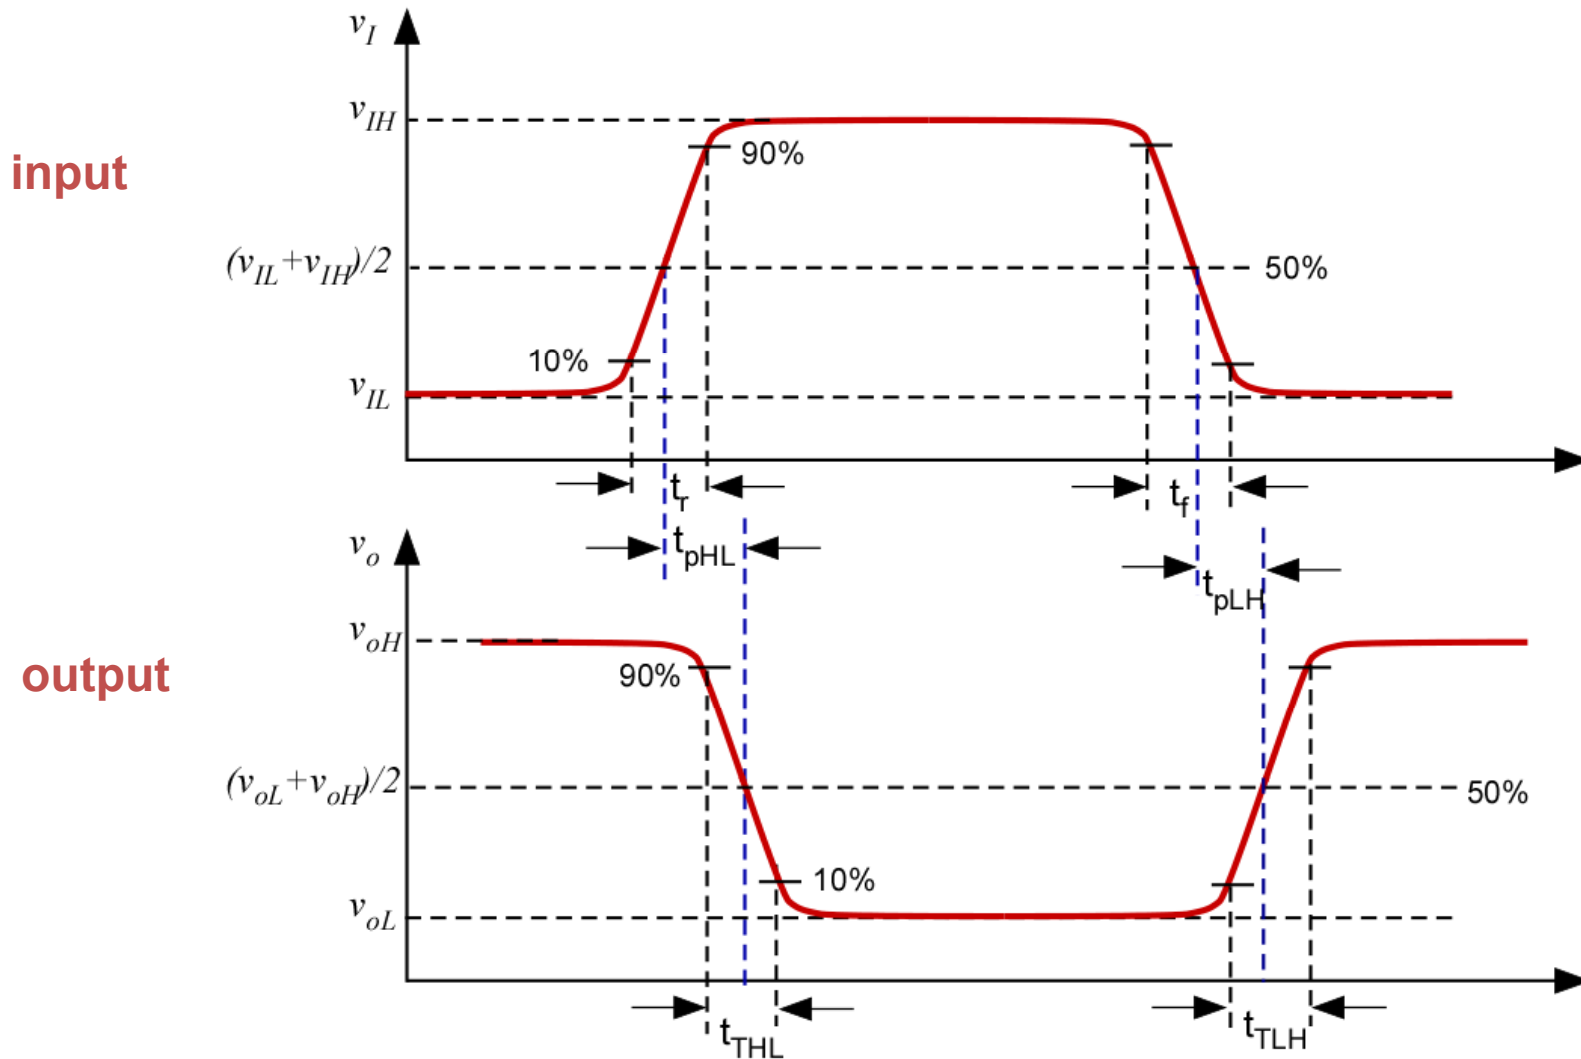 v_I
v_IH
90%
input
(v_IL+v_IH)/2
50%
10%
v_IL
t_r
t_f
v_o
t_pHL
t_pLH
v_oH
output
90%
(v_oL+v_oH)/2
50%
10%
v_oL
t_THL
t_TLH